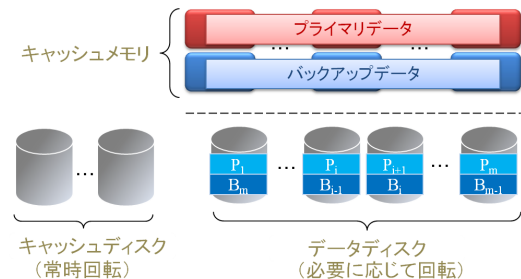 プライマリデータ
キャッシュメモリ
... ...
バックアップデータ
P1 ... Pi Pi+1 ... Pm
Bm Bi-1 Bi Bm-1
...
キャッシュディスク
(常時回転)
データディスク
(必要に応じて回転)